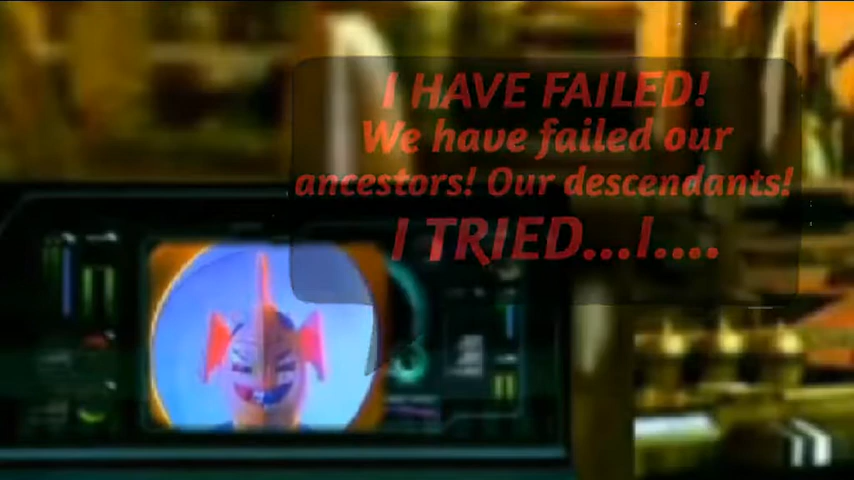 I HAVE FAILED!
We have failed our
ancestors! Our descendants!
I TRIED...I....